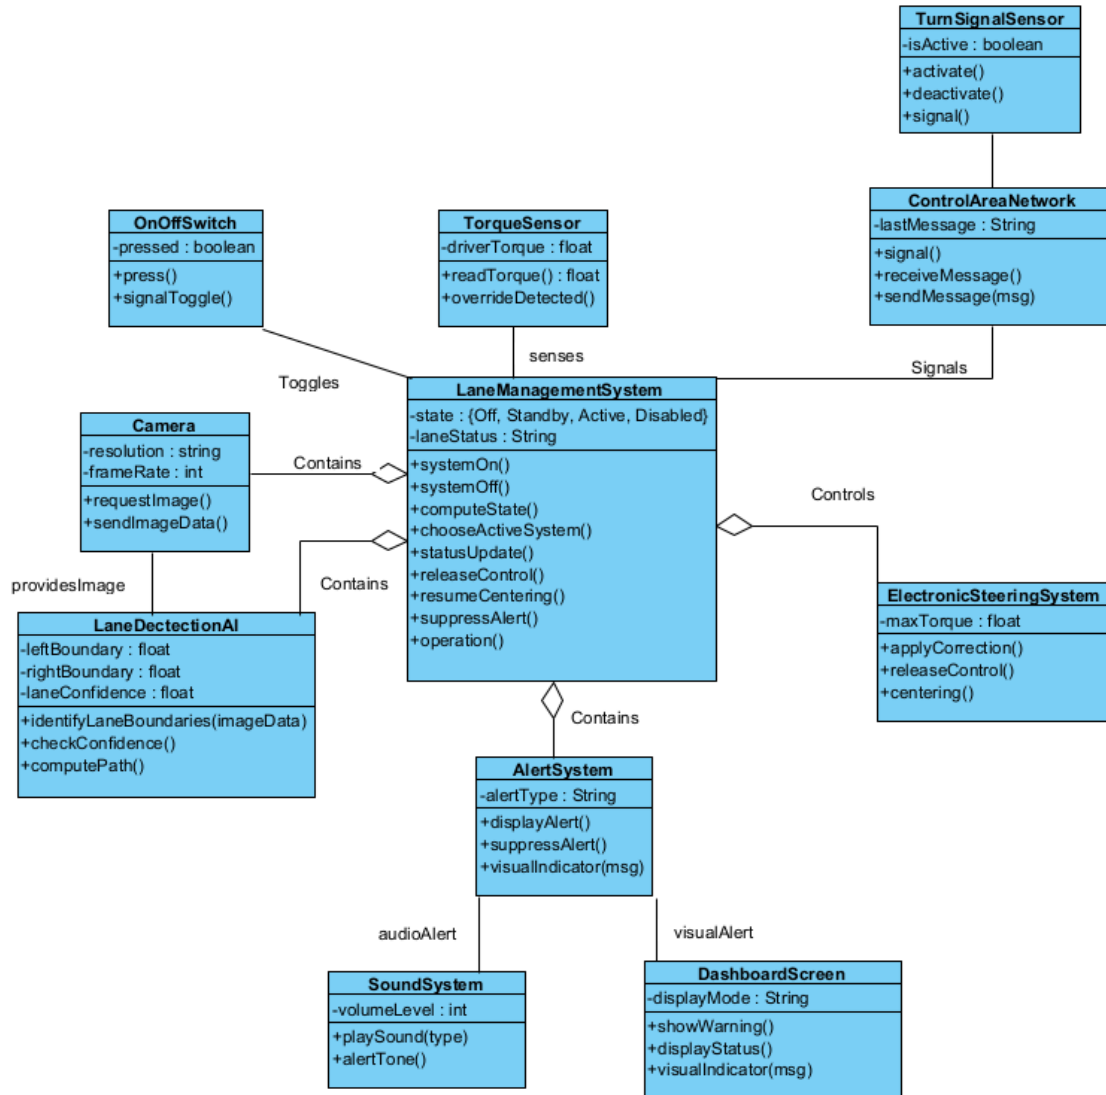 TurnSignalSensor
-isActive : boolean
+activate()
+deactivate()
+signal()
ControlAreaNetwork
-lastMessage : String
+signal()
+receiveMessage()
+sendMessage(msg)
OnOffSwitch
-pressed : boolean
+press()
+signalToggle()
TorqueSensor
-driverTorque : float
+readTorque() : float
+overrideDetected()
Toggles
senses
Signals
LaneManagementSystem
-state : {Off, Standby, Active, Disabled}
-laneStatus : String
+systemOn()
+systemOff()
+computeState()
+chooseActiveSystem()
+statusUpdate()
+releaseControl()
+resumeCentering()
+suppressAlert()
+operation()
Camera
-resolution : string
-frameRate : int
+requestImage()
+sendImageData()
Contains
Controls
Contains
providesImage
LaneDectectionAI
-leftBoundary : float
-rightBoundary : float
-laneConfidence : float
+identifyLaneBoundaries(imageData)
+checkConfidence()
+computePath()
ElectronicSteeringSystem
-maxTorque : float
+applyCorrection()
+releaseControl()
+centering()
Contains
AlertSystem
-alertType : String
+displayAlert()
+suppressAlert()
+visualIndicator(msg)
audioAlert
visualAlert
SoundSystem
-volumeLevel : int
+playSound(type)
+alertTone()
DashboardScreen
-displayMode : String
+showWarning()
+displayStatus()
+visualIndicator(msg)